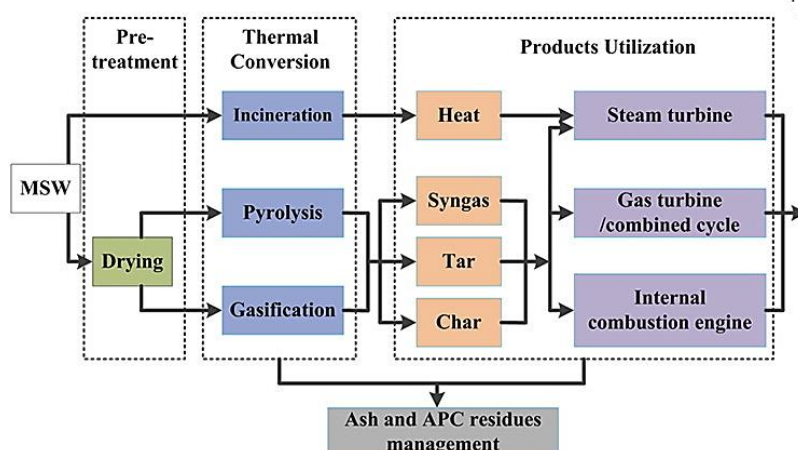 Pre-
treatment
Thermal
Conversion
Products Utilization
Incineration
Heat
Steam turbine
MSW
Pyrolysis
Syngas
Gas turbine
/combined cycle
Drying
Tar
Gasification
Char
Internal
combustion engine
Ash and APC residues
management